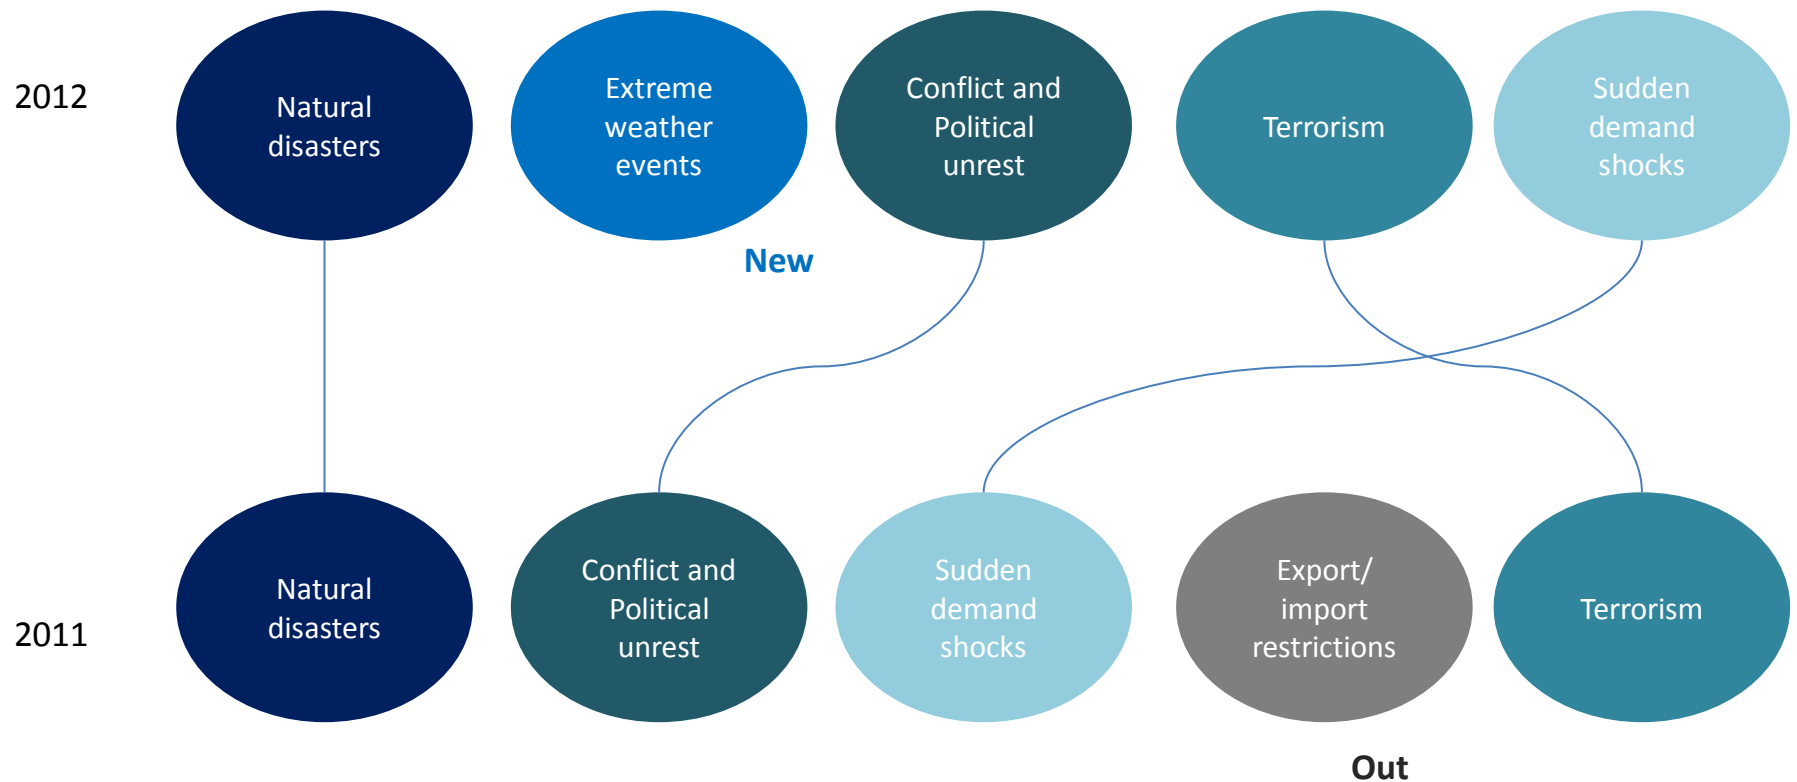 2012
Natural
disasters
Extreme
weather
events
Conflict and
Political
unrest
Terrorism
Sudden
demand
shocks
New
2011
Natural
disasters
Conflict and
Political
unrest
Sudden
demand
shocks
Export/
import
restrictions
Terrorism
Out